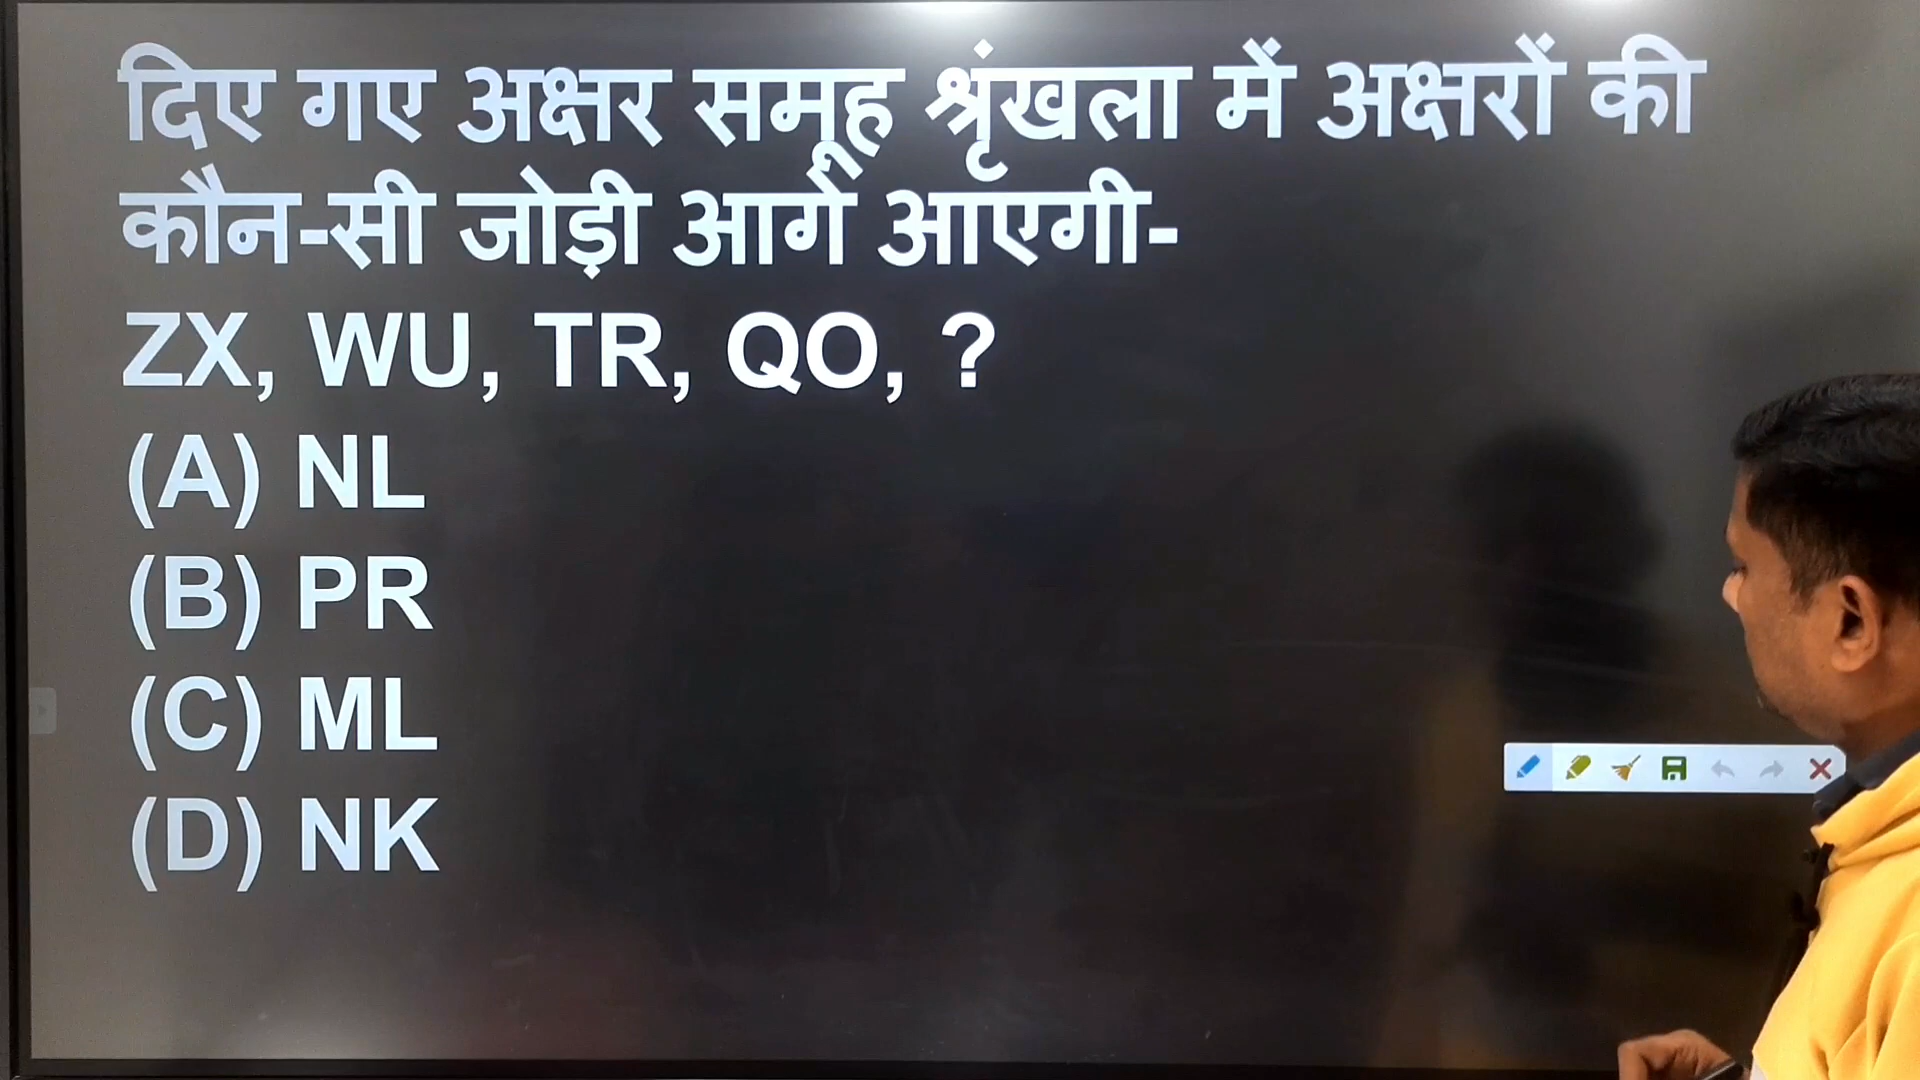 दिए गए अक्षर समूह श्रृंखला में अक्षरों की
कौन-सी जोड़ी आगे आएगी-
ZX, WU, TR, QO, ?
(A) NL
(B) PR
(C) ML
(D) NK